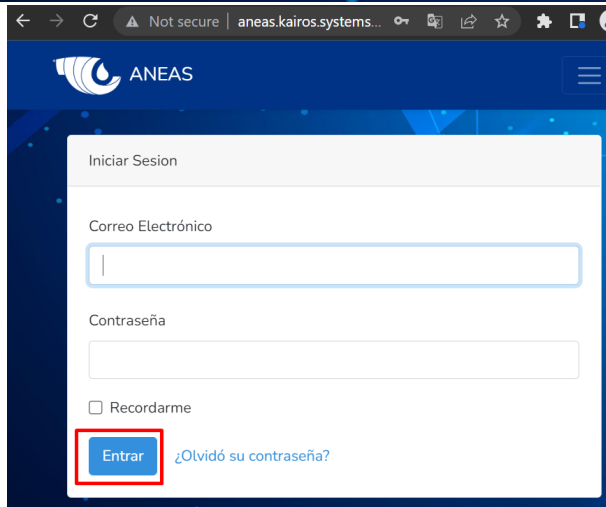 Not secure | aneas.kairos.systems...
ANEAS
Iniciar Sesion
Correo Electrónico
Contraseña
Recordarme
Entrar ¿Olvidó su contraseña?